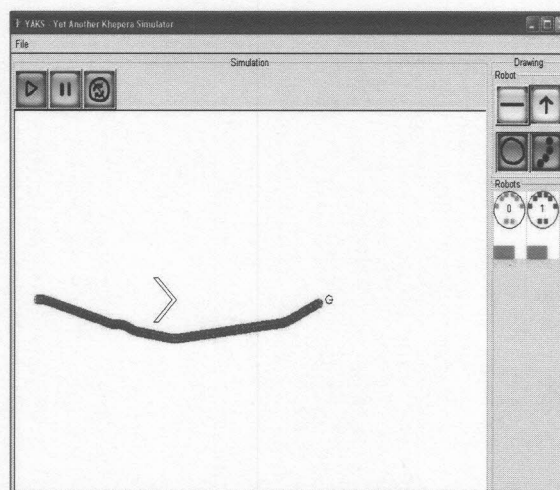 YAKS - Yet Another Khepera Simulator
File
Simulation
Drawing
Robot
Robots
0 1
G